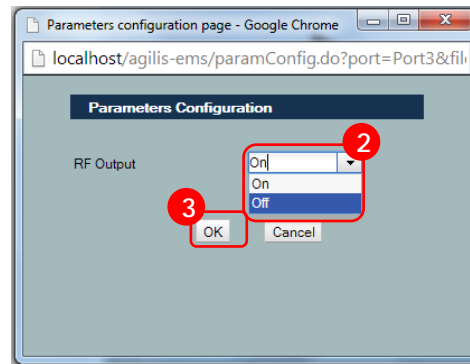 Parameters configuration page - Google Chrome
localhost/agilis-ems/paramConfig.do?port=Port3&fil
Parameters Configuration
2
RF Output
On
On
Off
3
OK
Cancel